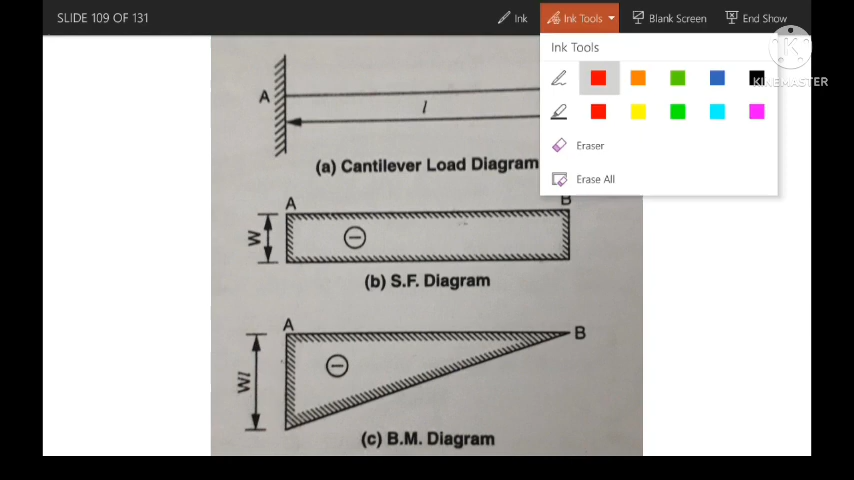 SLIDE 109 OF 131
Ink
Ink Tools
Blank Screen
End Show
Ink Tools
KINEMASTER
Eraser
Erase All
A
l
(a) Cantilever Load Diagram
A
B
W
(b) S.F. Diagram
A
B
Wl
(c) B.M. Diagram